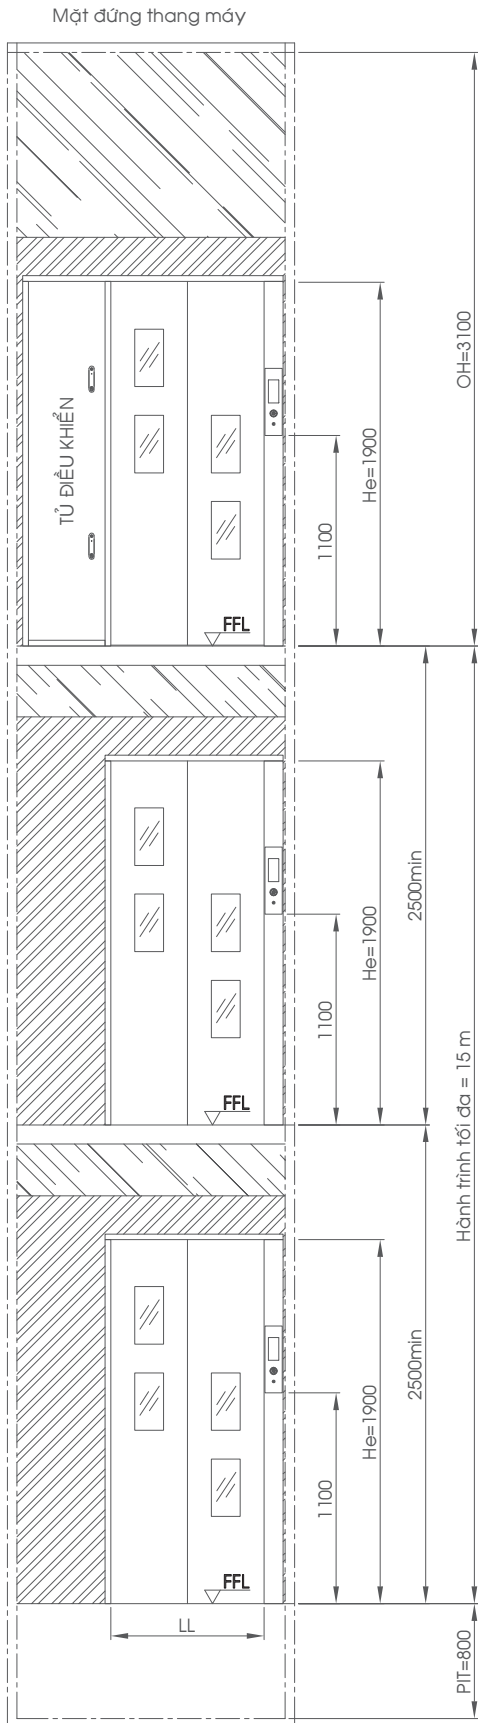 Mặt đứng thang máy
OH=3100
TỦ ĐIỀU KHIỂN
He=1900
1100
FFL
2500min
He=1900
1100
FFL
Hành trình tối đa = 15 m
2500min
He=1900
1100
FFL
LL
PIT=800